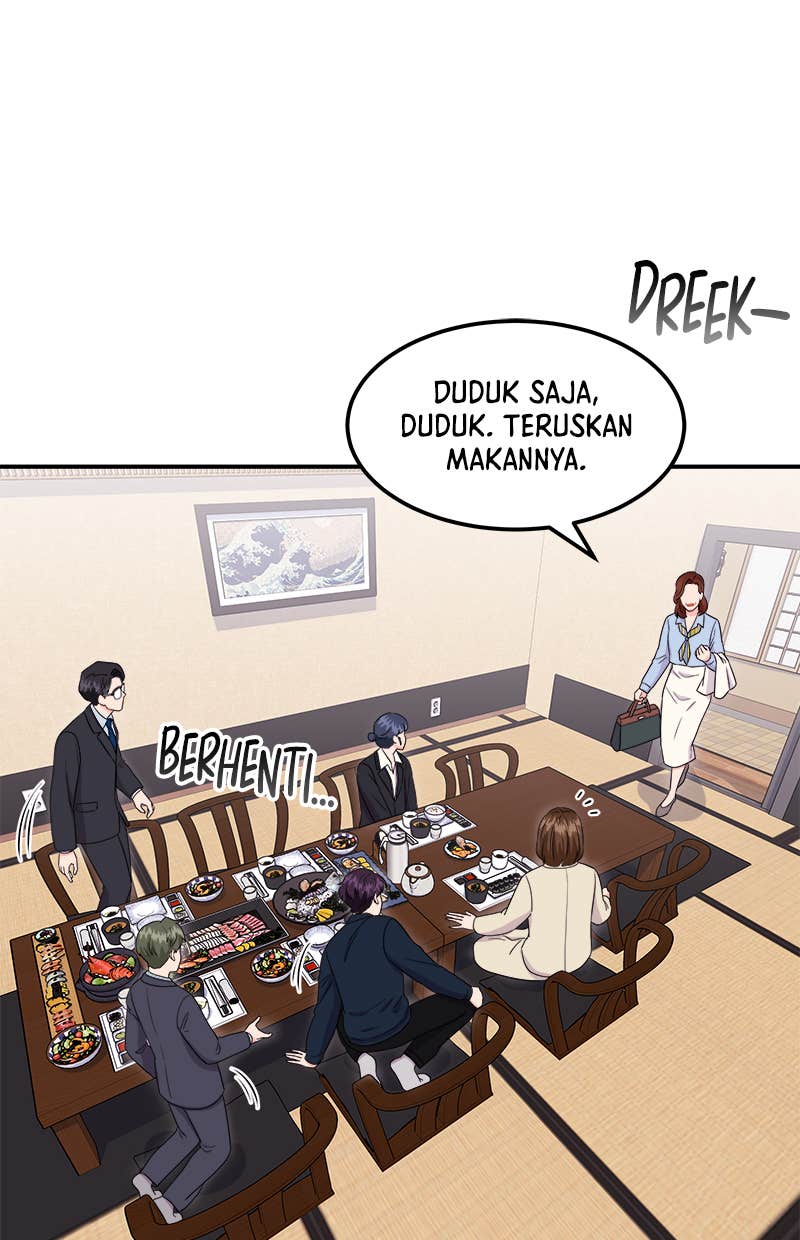 DREEK—
DUDUK SAJA,
DUDUK. TERUSKAN
MAKANNYA.
BERHENTI...